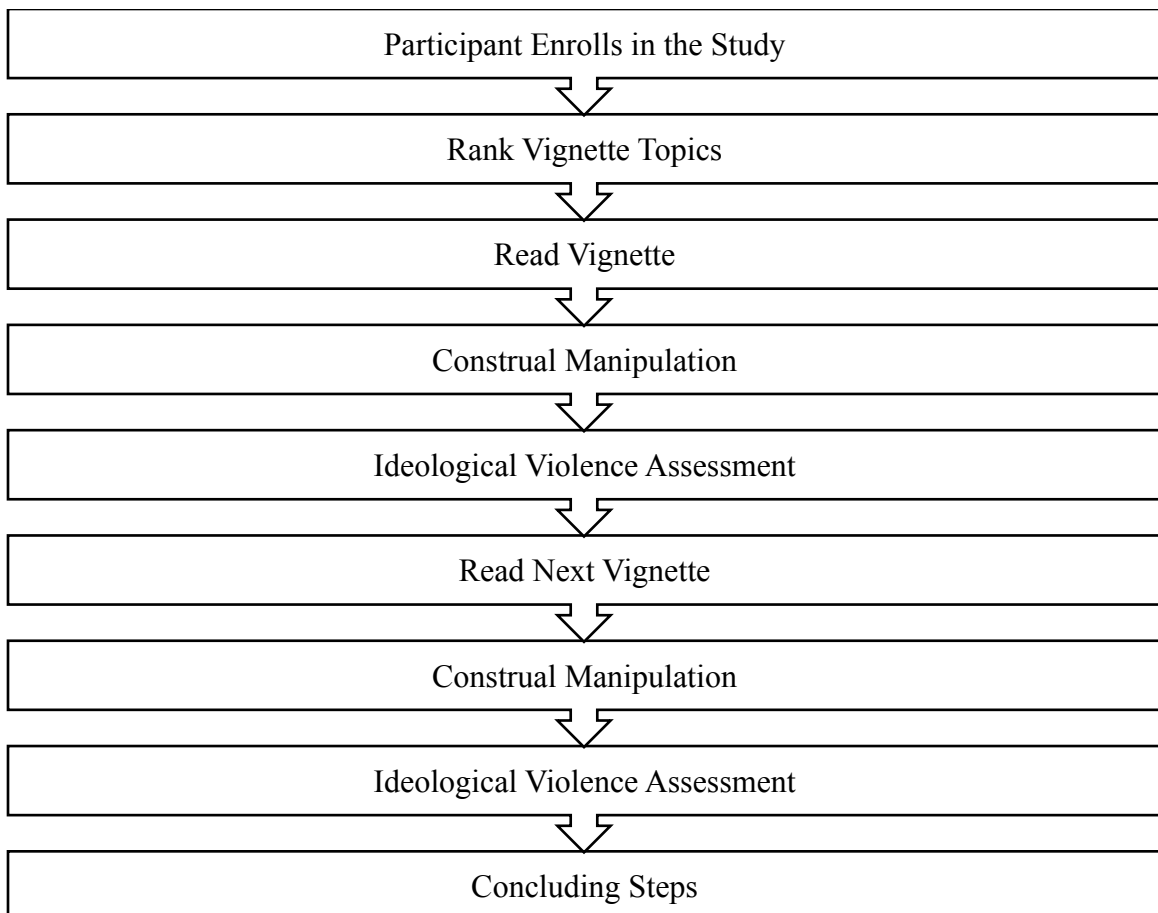 Participant Enrolls in the Study
Rank Vignette Topics
Read Vignette
Construal Manipulation
Ideological Violence Assessment
Read Next Vignette
Construal Manipulation
Ideological Violence Assessment
Concluding Steps